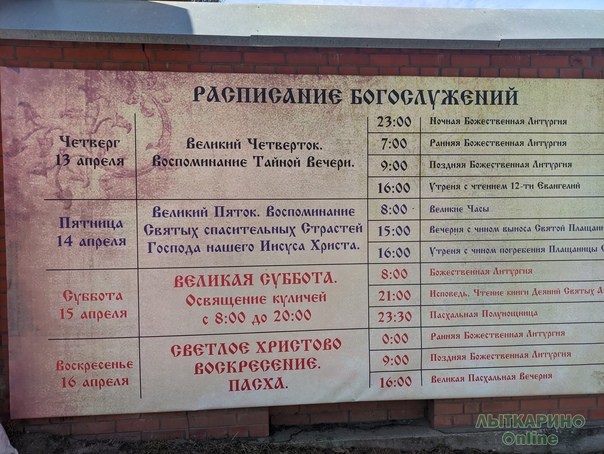 РАСПИСАНИЕ БОГОСЛУЖЕНИЙ
Четверг
13 апреля
Великий Четверток.
Воспоминание Тайной Вечери.
23:00 Ночная Божественная Литургия
7:00 Ранняя Божественная Литургия
9:00 Поздняя Божественная Литургия
16:00 Утреня с чтением 12-ти Евангелий
Пятница
14 апреля
Великий Пяток. Воспоминание
Святых спасительных Страстей
Господа нашего Иисуса Христа.
8:00 Великие Часы
15:00 Вечерня с чином выноса Святой Плащан
16:00 Утреня с чином погребения Плащаницы С
Суббота
15 апреля
ВЕЛИКАЯ СУББОТА.
Освящение куличей
с 8:00 до 20:00
8:00 Божественная Литургия
21:00 Исповедь. Чтение книги Деяний Святых А
23:30 Пасхальная Полунощница
Воскресенье
16 апреля
СВЕТЛОЕ ХРИСТОВО
ВОСКРЕСЕНИЕ.
ПАСХА.
0:00 Ранняя Божественная Литургия
9:00 Поздняя Божественная Литургия
16:00 Великая Пасхальная Вечерня
ЛЫТКАРИНО
Online